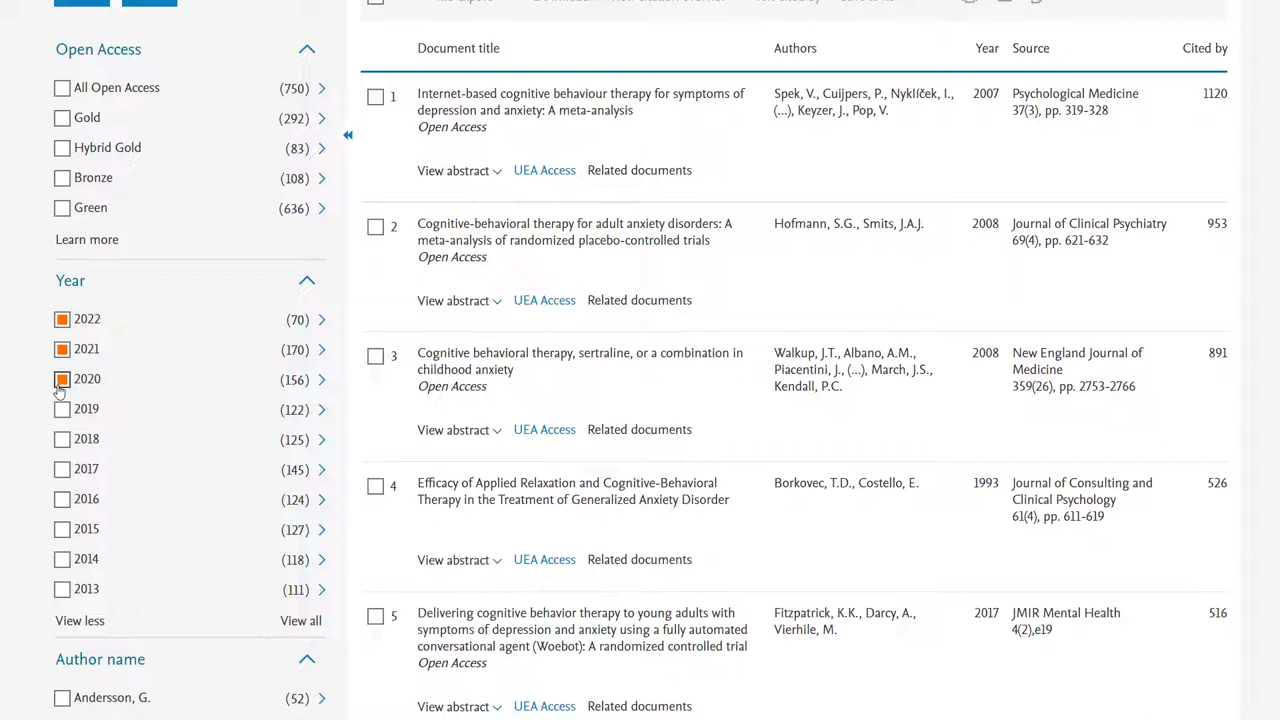 Open Access
All Open Access (750)
Gold (292)
Hybrid Gold (83)
Bronze (108)
Green (636)
Learn more
Year
2022 (70)
2021 (170)
2020 (156)
2019 (122)
2018 (125)
2017 (145)
2016 (124)
2015 (127)
2014 (118)
2013 (111)
View less View all
Author name
Andersson, G. (52)
Document title Authors Year Source Cited by
1 Internet-based cognitive behaviour therapy for symptoms of Spek, V., Cuijpers, P., Nyklíček, I., 2007 Psychological Medicine 1120
depression and anxiety: A meta-analysis (...), Keyzer, J., Pop, V. 37(3), pp. 319-328
Open Access
View abstract UEA Access Related documents
2 Cognitive-behavioral therapy for adult anxiety disorders: A Hofmann, S.G., Smits, J.A.J. 2008 Journal of Clinical Psychiatry 953
meta-analysis of randomized placebo-controlled trials 69(4), pp. 621-632
Open Access
View abstract UEA Access Related documents
3 Cognitive behavioral therapy, sertraline, or a combination in Walkup, J.T., Albano, A.M., 2008 New England Journal of 891
childhood anxiety Piacentini, J., (...), March, J.S., Medicine
Open Access Kendall, P.C. 359(26), pp. 2753-2766
View abstract UEA Access Related documents
4 Efficacy of Applied Relaxation and Cognitive-Behavioral Borkovec, T.D., Costello, E. 1993 Journal of Consulting and 526
Therapy in the Treatment of Generalized Anxiety Disorder Clinical Psychology
61(4), pp. 611-619
View abstract UEA Access Related documents
5 Delivering cognitive behavior therapy to young adults with Fitzpatrick, K.K., Darcy, A., 2017 JMIR Mental Health 516
symptoms of depression and anxiety using a fully automated Vierhile, M. 4(2),e19
conversational agent (Woebot): A randomized controlled trial
Open Access
View abstract UEA Access Related documents